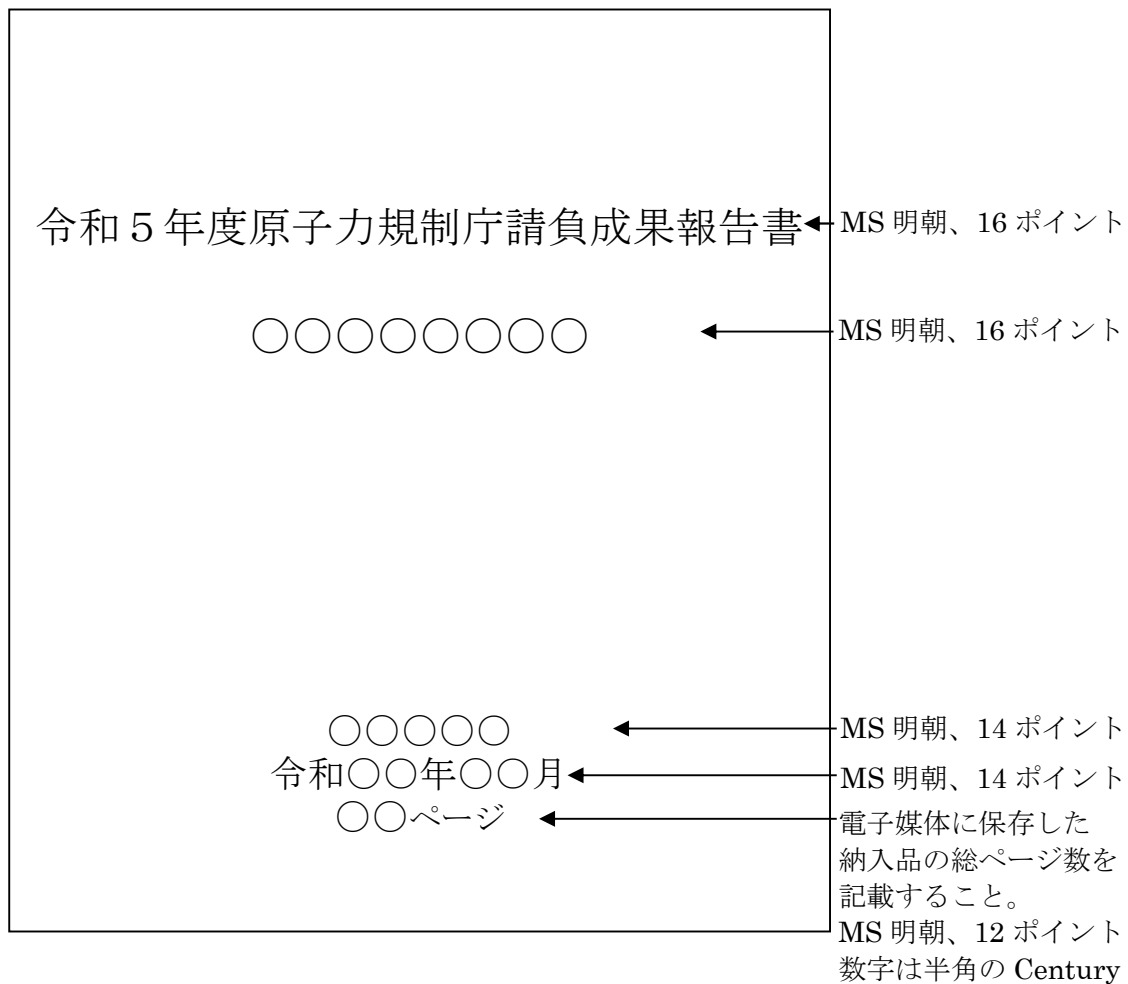 令和５年度原子力規制庁請負成果報告書
MS 明朝、16 ポイント
○○○○○○○○
MS 明朝、16 ポイント
○○○○○
MS 明朝、14 ポイント
令和○○年○○月
MS 明朝、14 ポイント
○○ページ
電子媒体に保存した
納入品の総ページ数を
記載すること。
MS 明朝、12 ポイント
数字は半角の Century